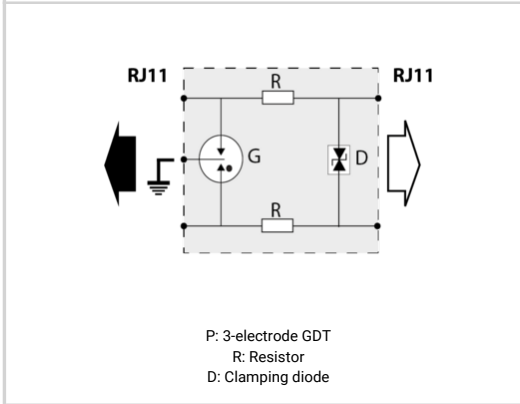 RJ11 R RJ11
G D
R
P: 3-electrode GDT
R: Resistor
D: Clamping diode